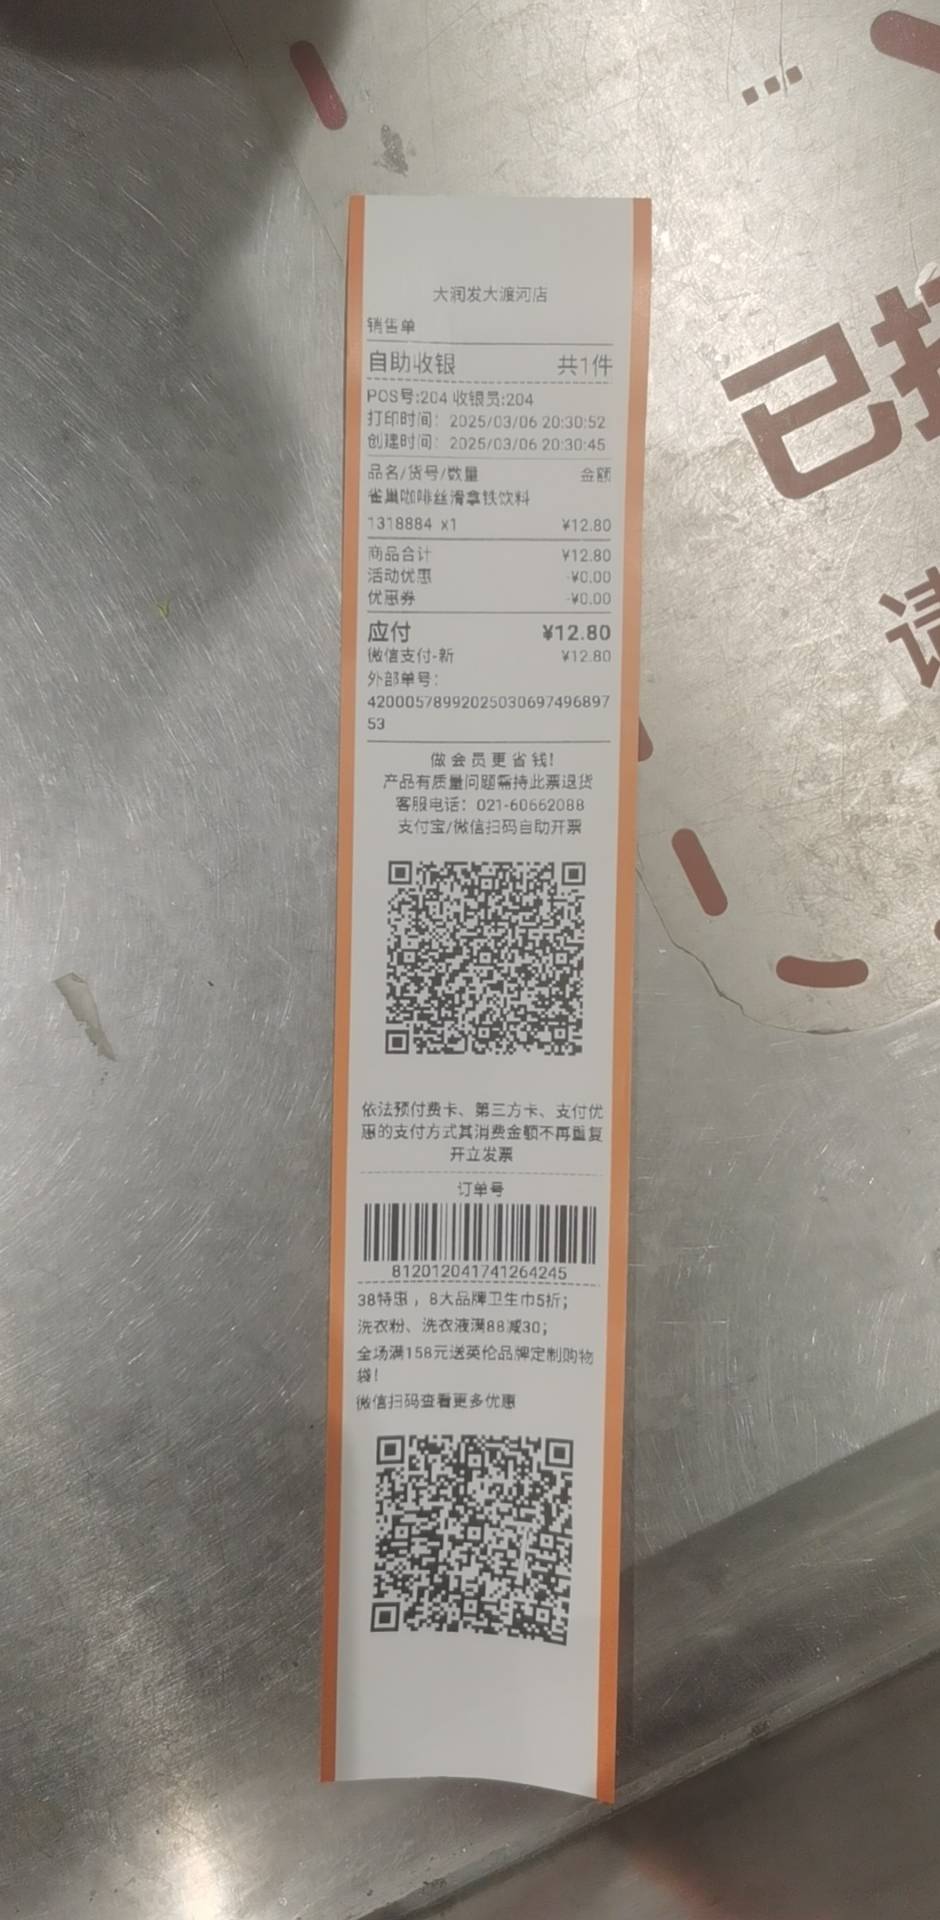 大润发大渡河店
销售单
自助收银 共1件
POS号:204 收银员:204
打印时间: 2025/03/06 20:30:52
创建时间: 2025/03/06 20:30:45
品名/货号/数量 金额
雀巢咖啡丝滑拿铁饮料
1318884 x1 ¥12.80
商品合计 ¥12.80
活动优惠 -¥0.00
优惠券 -¥0.00
应付 ¥12.80
微信支付-新 ¥12.80
外部单号:
42000578992025030697496897
53
做会员更省钱!
产品有质量问题需持此票退货
客服电话: 021-60662088
支付宝/微信扫码自助开票
依法预付费卡、第三方卡、支付优
惠的支付方式其消费金额不再重复
开立发票
订单号
812012041741264245
38特惠，8大品牌卫生巾5折;
洗衣粉、洗衣液满88减30;
全场满158元送英伦品牌定制购物
袋!
微信扫码查看更多优惠
已
请